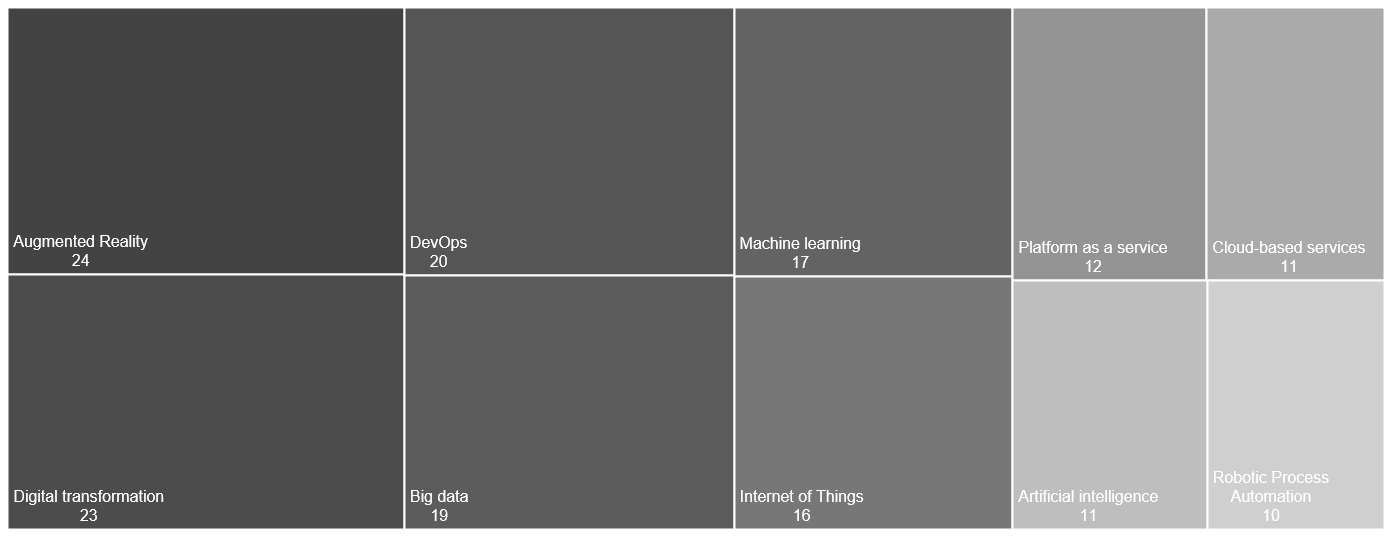 Augmented Reality
24
DevOps
20
Machine learning
17
Platform as a service
12
Cloud-based services
11
Digital transformation
23
Big data
19
Internet of Things
16
Artificial intelligence
11
Robotic Process
Automation
10